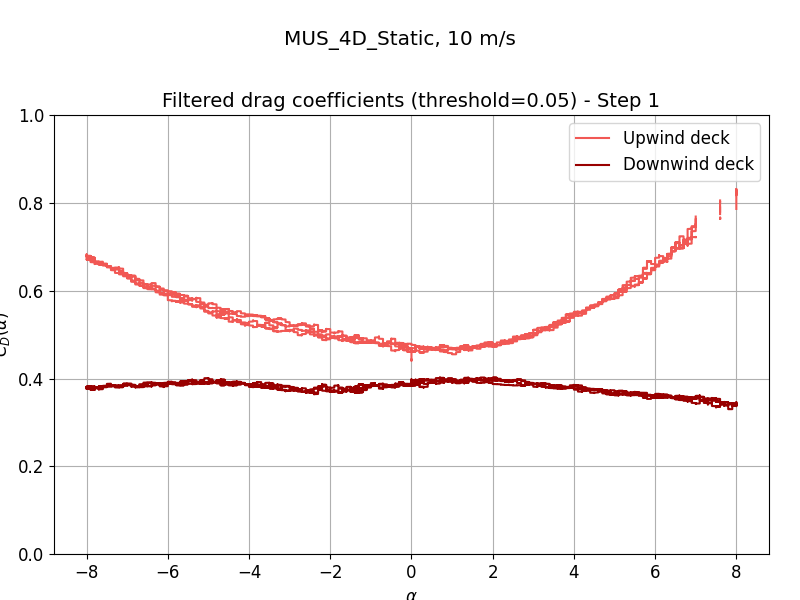 MUS_4D_Static, 10 m/s
Filtered drag coefficients (threshold=0.05) - Step 1
Upwind deck
Downwind deck
1.0
0.8
0.6
0.4
0.2
0.0
C_D(α)
−8 −6 −4 −2 0 2 4 6 8
α